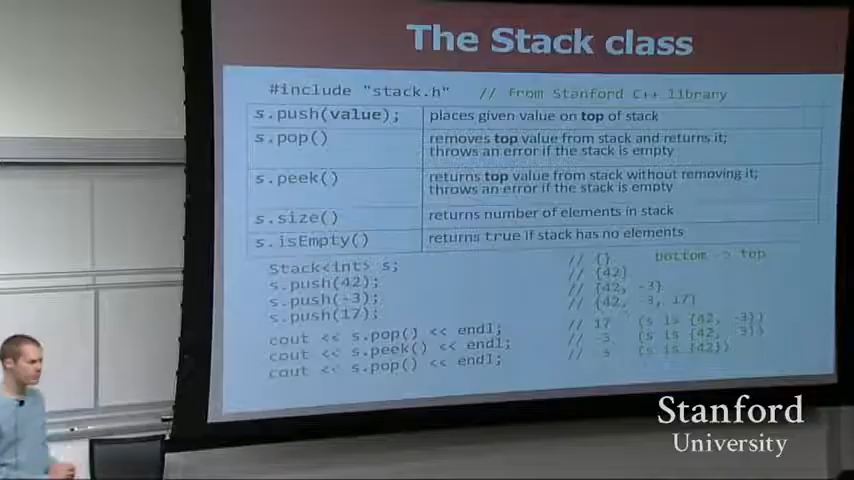 The Stack class
#include "stack.h" // From Stanford C++ library
s.push(value); places given value on top of stack
s.pop() removes top value from stack and returns it;
throws an error if the stack is empty
s.peek() returns top value from stack without removing it;
throws an error if the stack is empty
s.size() returns number of elements in stack
s.isEmpty() returns true if stack has no elements
Stack<int> s; // {} bottom -> top
s.push(42); // {42}
s.push(-3); // {42, -3}
s.push(17); // {42, -3, 17}
cout << s.pop() << endl; // 17 (s is {42, -3})
cout << s.peek() << endl; // -3 (s is {42, -3})
cout << s.pop() << endl; // -3 (s is {42})
Stanford
University